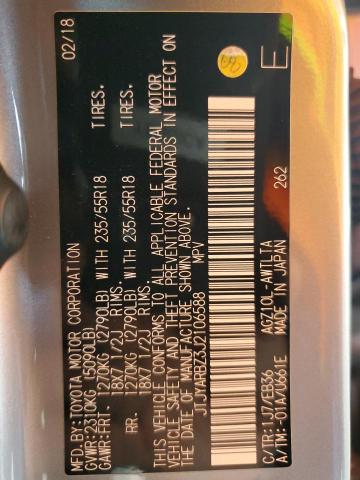 MFD.BY:TOYOTA MOTOR CORPORATION 02/18
GVWR:2310KG (5090LB)
GAWR:FRT. 1270KG (2790LB) WITH 235/55R18 TIRES.
18X7 1/2J RIMS.
RR. 1270KG (2790LB) WITH 235/55R18 TIRES.
18X7 1/2J RIMS.
THIS VEHICLE CONFORMS TO ALL APPLICABLE FEDERAL MOTOR
VEHICLE SAFETY AND THEFT PREVENTION STANDARDS IN EFFECT ON
THE DATE OF MANUFACTURE SHOWN ABOVE.
JTJYARBZ3J2106588 MPV
C/TR:1J7/EB36 AGZ10L-AWTLTA 262 E
A/TM:-01A/U661E MADE IN JAPAN